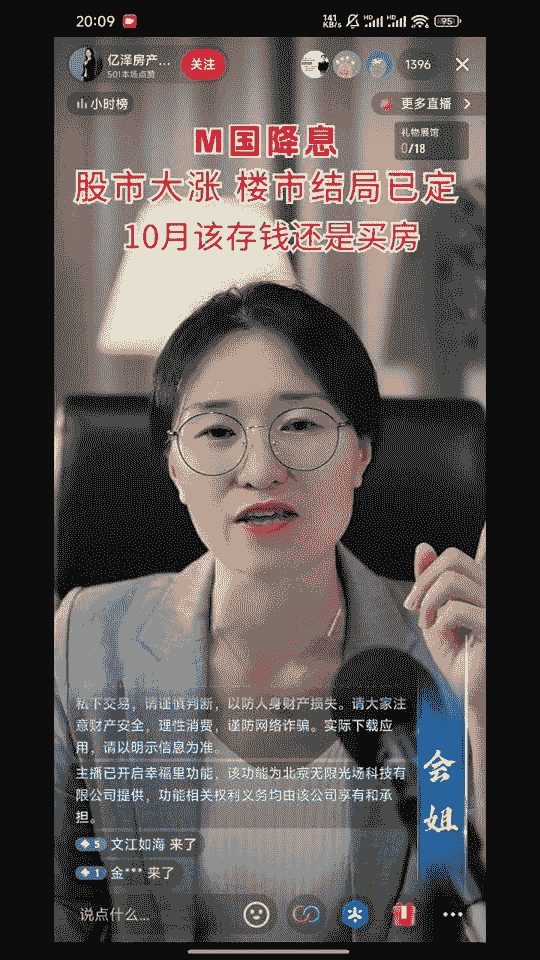 20:09
141 KB/s HD HD 95
亿泽房产...
501本场点赞
关注
1396
小时榜
更多直播
礼物展馆
0/18
M国降息
股市大涨 楼市结局已定
10月该存钱还是买房
私下交易，请谨慎判断，以防人身财产损失。请大家注
意财产安全，理性消费，谨防网络诈骗。实际下载应
用，请以明示信息为准。
主播已开启幸福里功能，该功能为北京无限光场科技有
限公司提供，功能相关权利义务均由该公司享有和承
担。
会姐
5 文江如海 来了
1 金*** 来了
说点什么...